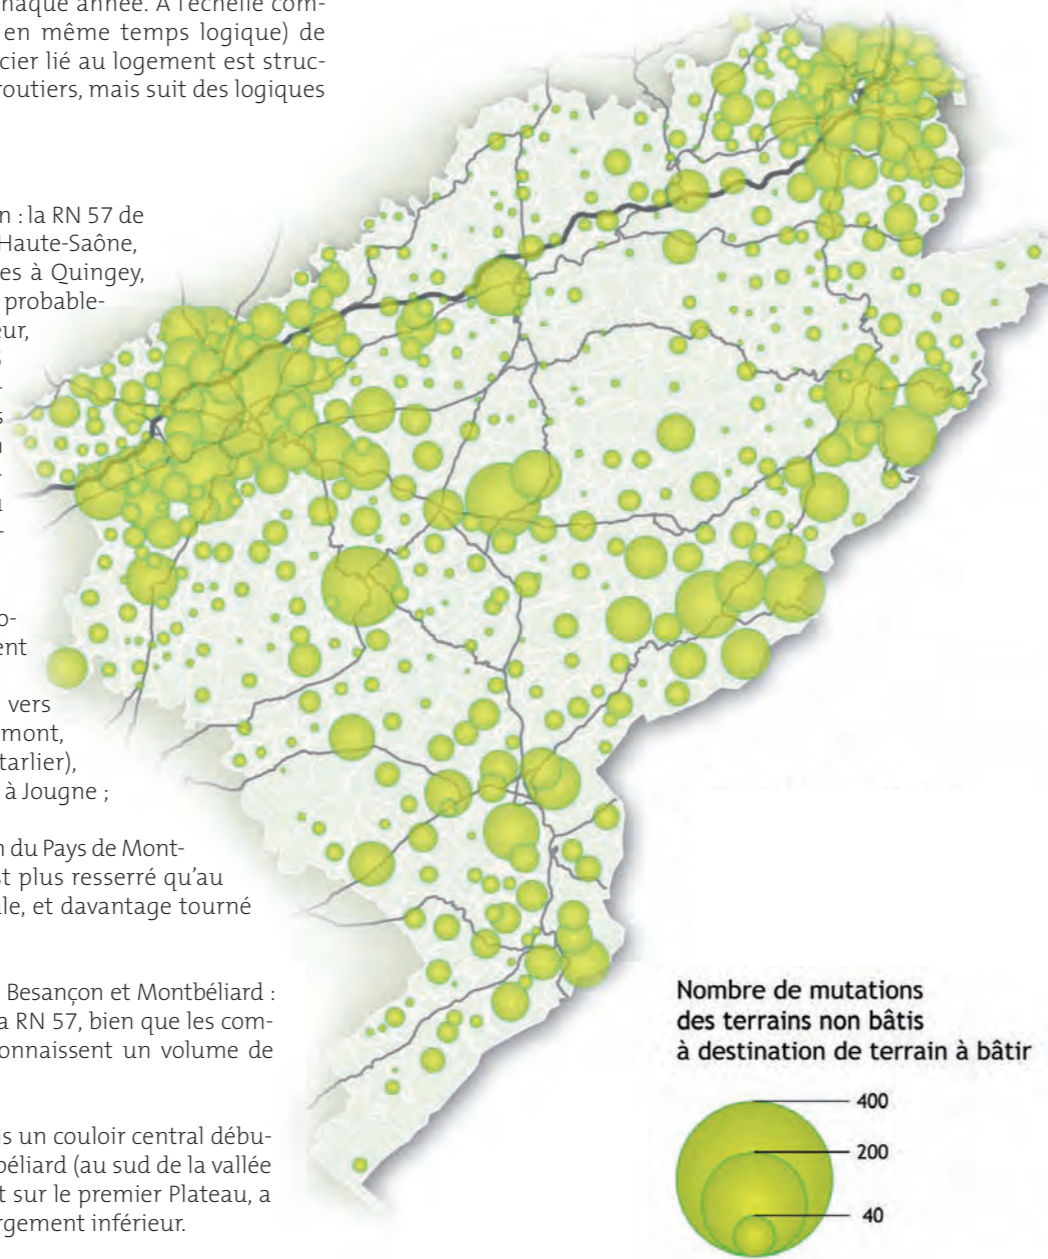 haque année. A l'échelle com-
en même temps logique) de
cier lié au logement est struc-
routiers, mais suit des logiques
n : la RN 57 de
Haute-Saône,
es à Quingey,
probable-
eur,
vers
mont,
tarlier),
à Jougne ;
n du Pays de Mont-
st plus resserré qu'au
le, et davantage tourné
Besançon et Montbéliard :
a RN 57, bien que les com-
onnaissent un volume de
s un couloir central débu-
béliard (au sud de la vallée
t sur le premier Plateau, a
rgement inférieur.
Nombre de mutations
des terrains non bâtis
à destination de terrain à bâtir
400
200
40